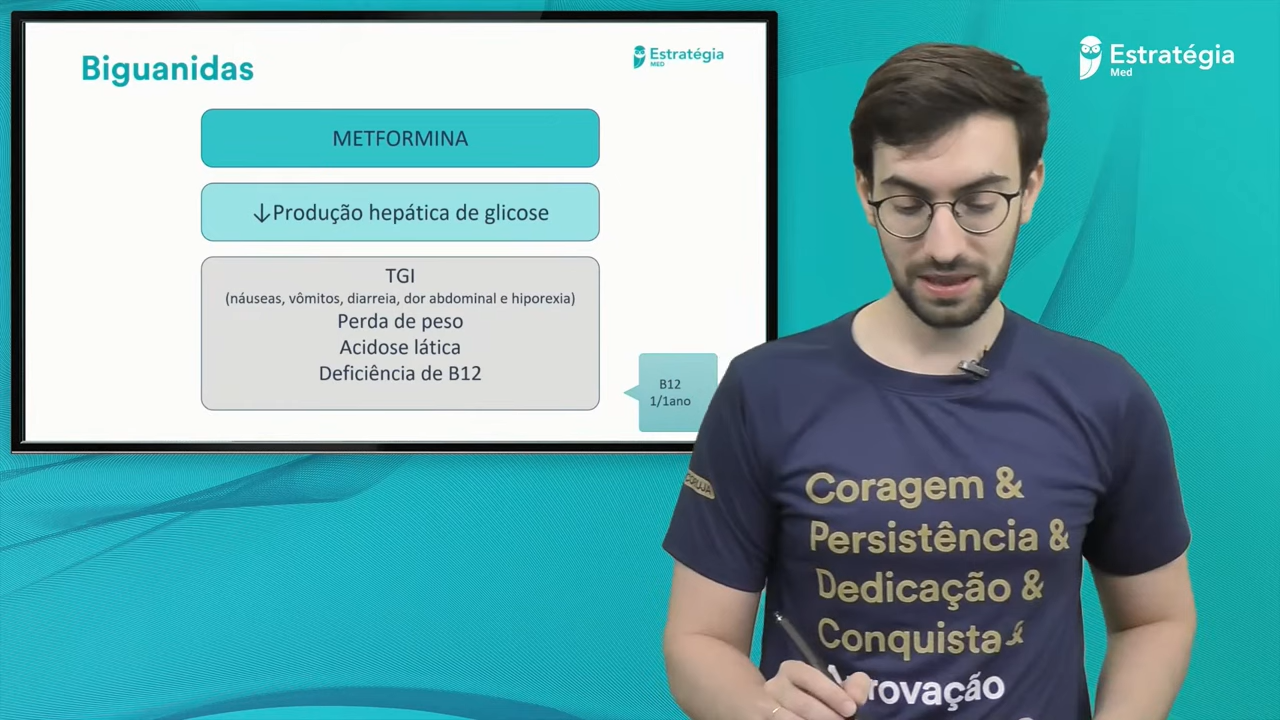 Biguanidas
Estratégia
MED
METFORMINA
↓Produção hepática de glicose
TGI
(náuseas, vômitos, diarreia, dor abdominal e hiporexia)
Perda de peso
Acidose lática
Deficiência de B12
B12
1/1ano
Estratégia
Med
CORUJA
Coragem &
Persistência &
Dedicação &
Conquista &